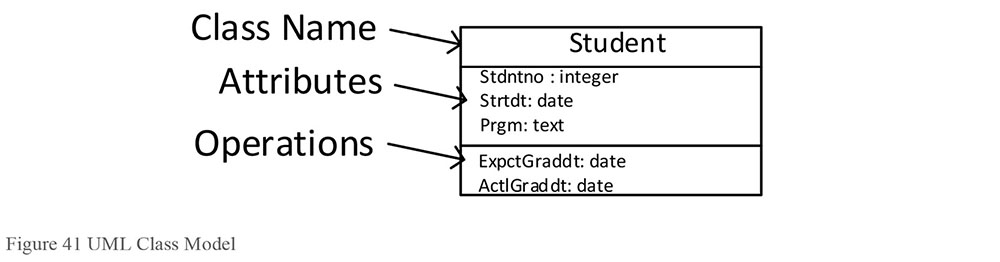 Class Name
Student
Attributes
Stdntno : integer
Strtdt: date
Prgm: text
Operations
ExpctGraddt: date
ActlGraddt: date
Figure 41 UML Class Model